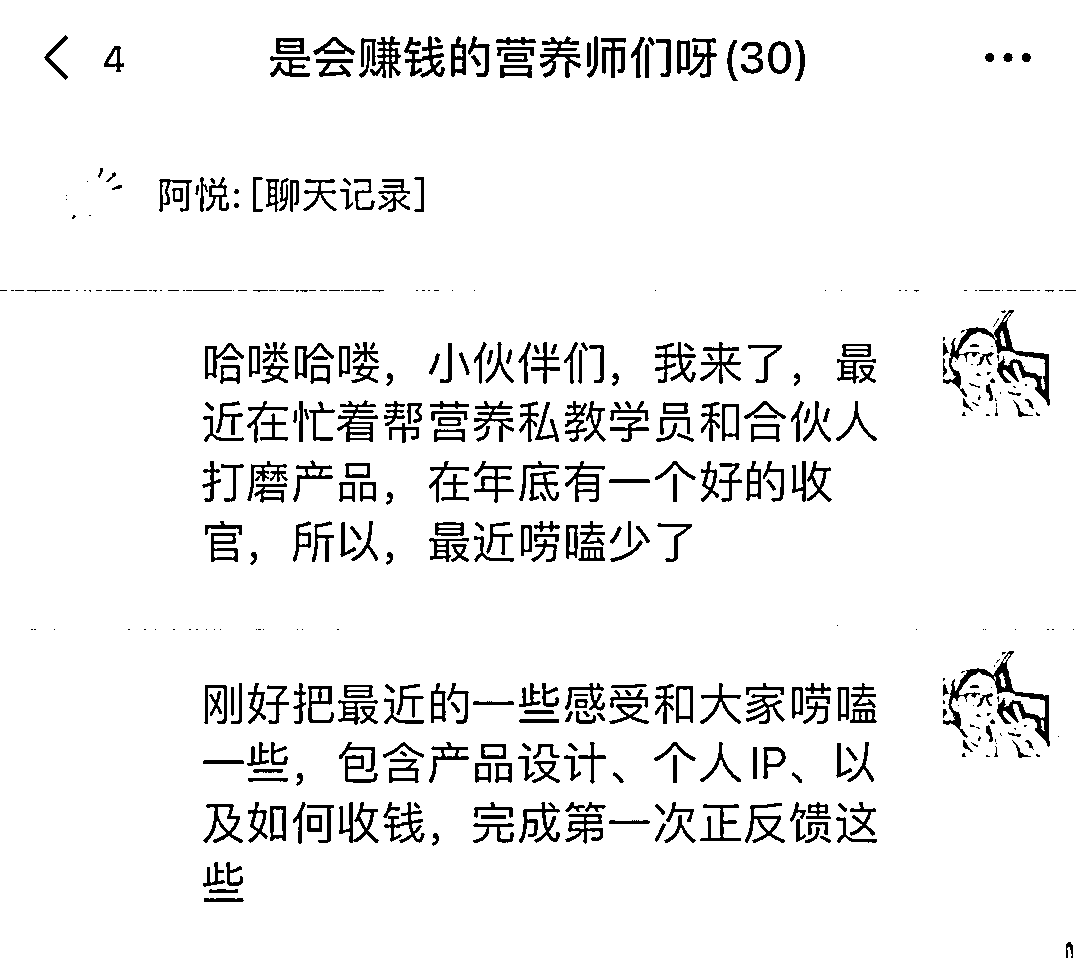 4
是会赚钱的营养师们呀(30)
阿悦: [聊天记录]
哈喽哈喽，小伙伴们，我来了，最
近在忙着帮营养私教学员和合伙人
打磨产品，在年底有一个好的收
官，所以，最近唠嗑少了
刚好把最近的一些感受和大家唠嗑
一些，包含产品设计、个人IP、以
及如何收钱，完成第一次正反馈这
些